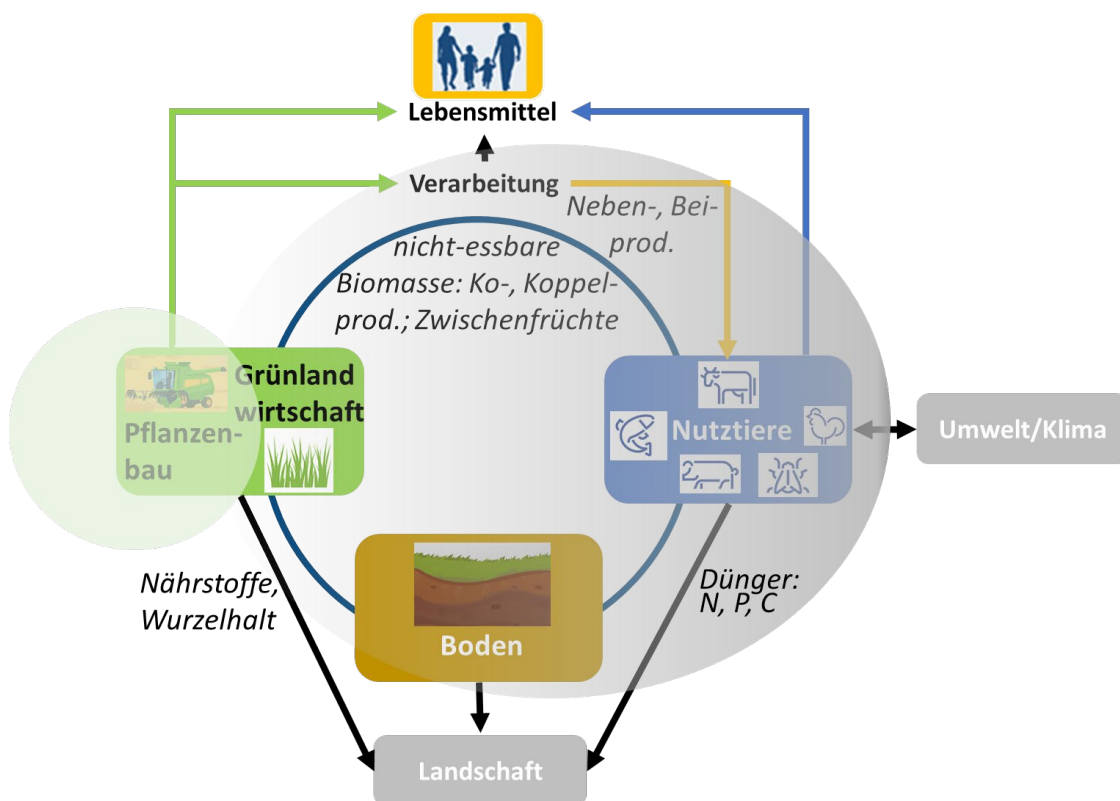 Lebensmittel
Verarbeitung
Neben-, Bei-
prod.
nicht-essbare
Biomasse: Ko-, Koppel-
prod.; Zwischenfrüchte
Grünland
wirtschaft
Pflanzen-
bau
Nutztiere
Umwelt/Klima
Nährstoffe,
Wurzelhalt
Dünger:
N, P, C
Boden
Landschaft